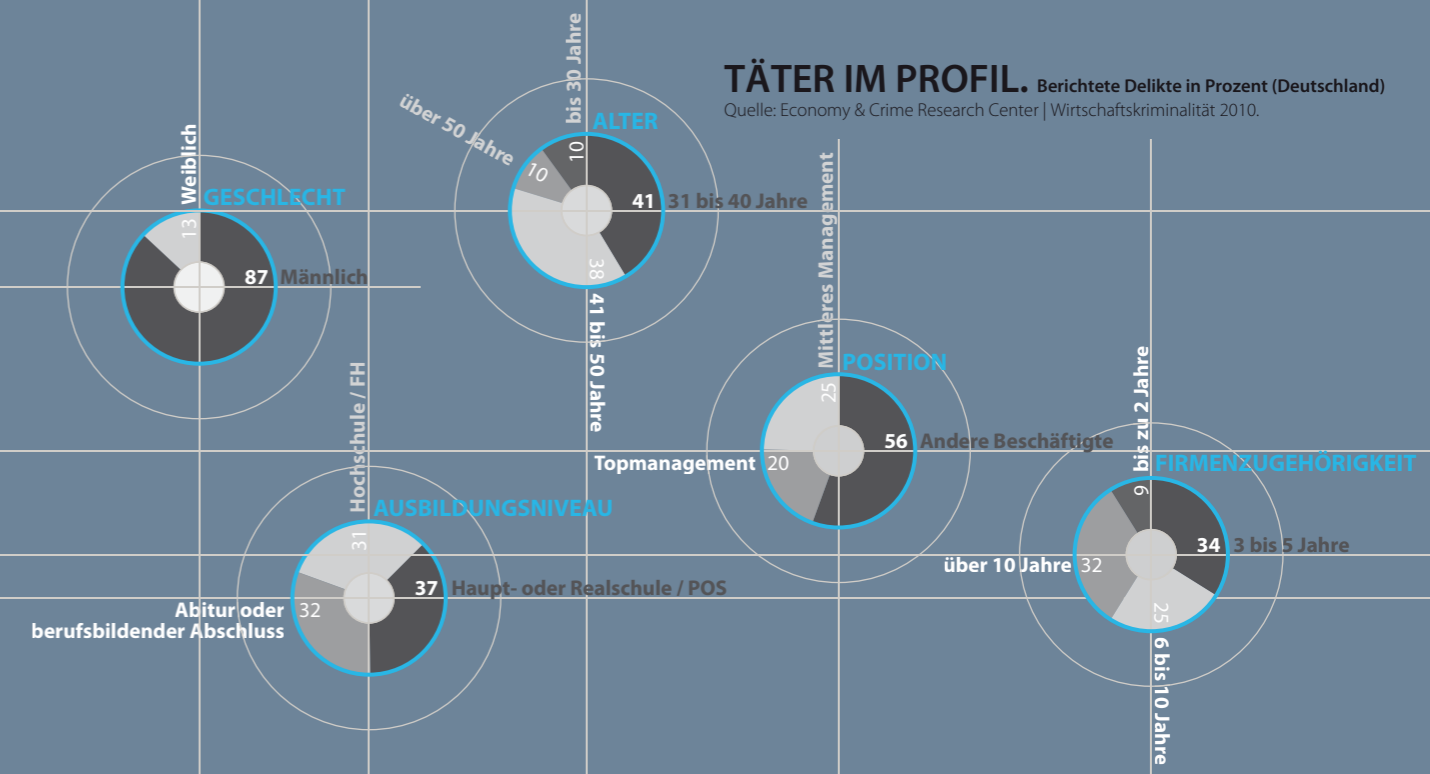 TÄTER IM PROFIL. Berichtete Delikte in Prozent (Deutschland)
Quelle: Economy & Crime Research Center | Wirtschaftskriminalität 2010.
GESCHLECHT
Weiblich
13
87 Männlich
ALTER
bis 30 Jahre
10
über 50 Jahre
10
41 31 bis 40 Jahre
38 41 bis 50 Jahre
POSITION
Mittleres Management
25
56 Andere Beschäftigte
Topmanagement 20
AUSBILDUNGSNIVEAU
Hochschule / FH
31
37 Haupt- oder Realschule / POS
Abitur oder 32
berufsbildender Abschluss
FIRMENZUGEHÖRIGKEIT
bis zu 2 Jahre
9
34 3 bis 5 Jahre
über 10 Jahre 32
25 6 bis 10 Jahre